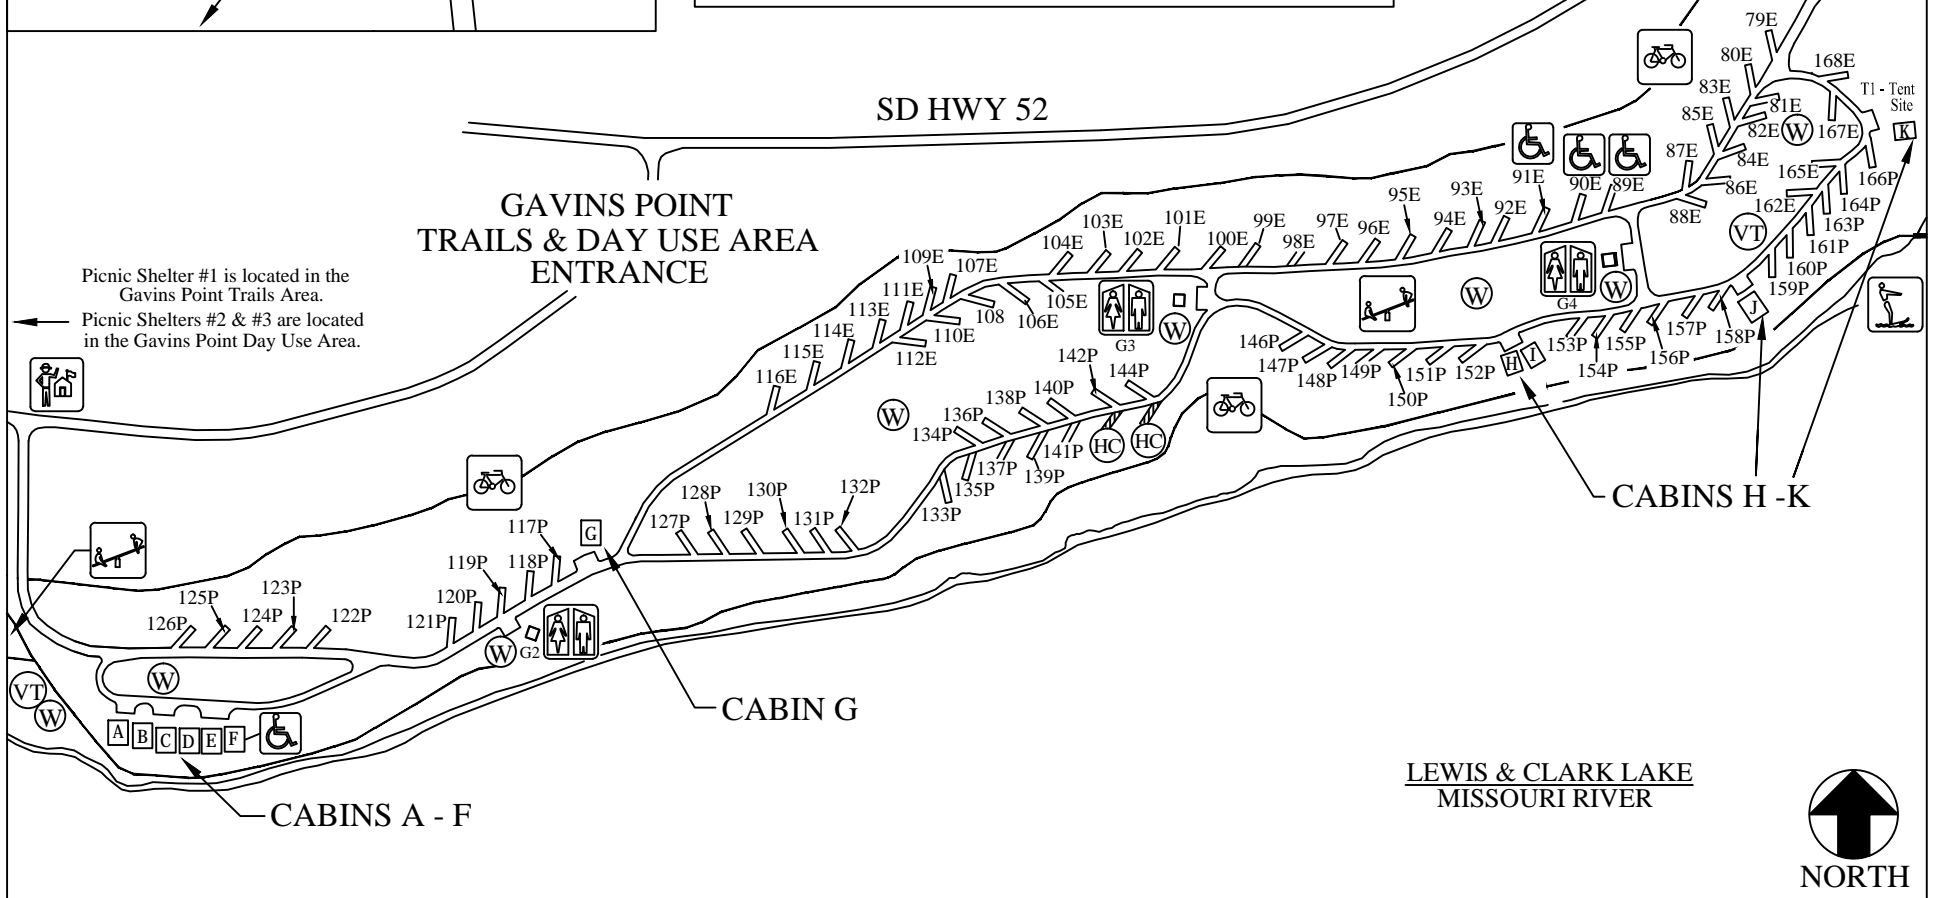 SD HWY 52
GAVINS POINT
TRAILS & DAY USE AREA
ENTRANCE
Picnic Shelter #1 is located in the
Gavins Point Trails Area.
Picnic Shelters #2 & #3 are located
in the Gavins Point Day Use Area.
79E
80E
168E
83E
81E
T1 - Tent
Site
85E
82E
W
167E
K
87E
84E
165E
166P
86E
162E
164P
88E
163P
VT
161P
160P
159P
91E
90E
89E
95E
93E
92E
97E
96E
94E
103E
101E
99E
104E
102E
100E
98E
109E
107E
111E
105E
108
106E
113E
110E
114E
112E
115E
116E
G3
W
W
G4
W
J
146P
147P
148P
149P
150P
151P
152P
H
I
153P
154P
155P
156P
157P
158P
142P
144P
140P
138P
136P
134P
W
HC
HC
141P
137P
139P
135P
133P
CABINS H -K
132P
130P
128P
131P
129P
127P
117P
G
119P
118P
120P
121P
W
G2
123P
125P
124P
122P
126P
W
VT
W
A
B
C
D
E
F
CABIN G
CABINS A - F
LEWIS & CLARK LAKE
MISSOURI RIVER
NORTH